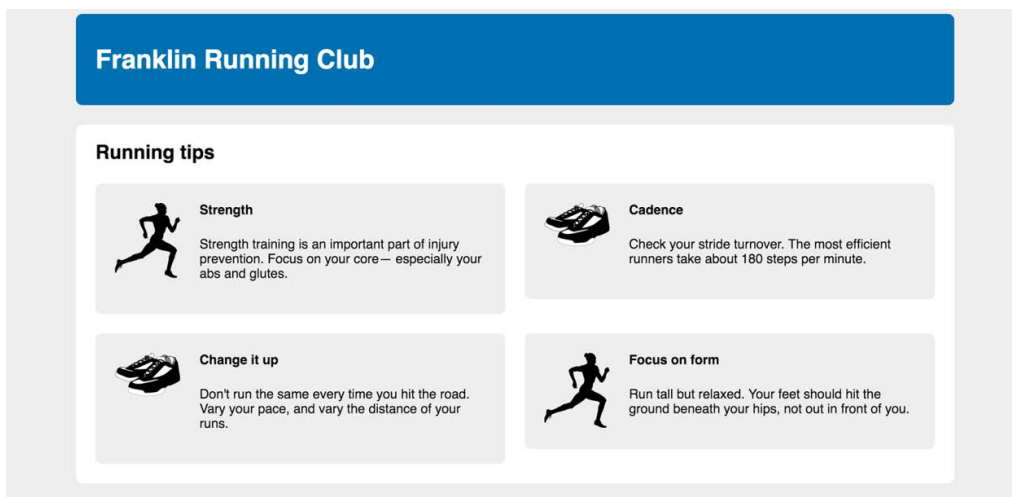 Franklin Running Club
Running tips
Strength
Strength training is an important part of injury
prevention. Focus on your core— especially your
abs and glutes.
Cadence
Check your stride turnover. The most efficient
runners take about 180 steps per minute.
Change it up
Don't run the same every time you hit the road.
Vary your pace, and vary the distance of your
runs.
Focus on form
Run tall but relaxed. Your feet should hit the
ground beneath your hips, not out in front of you.